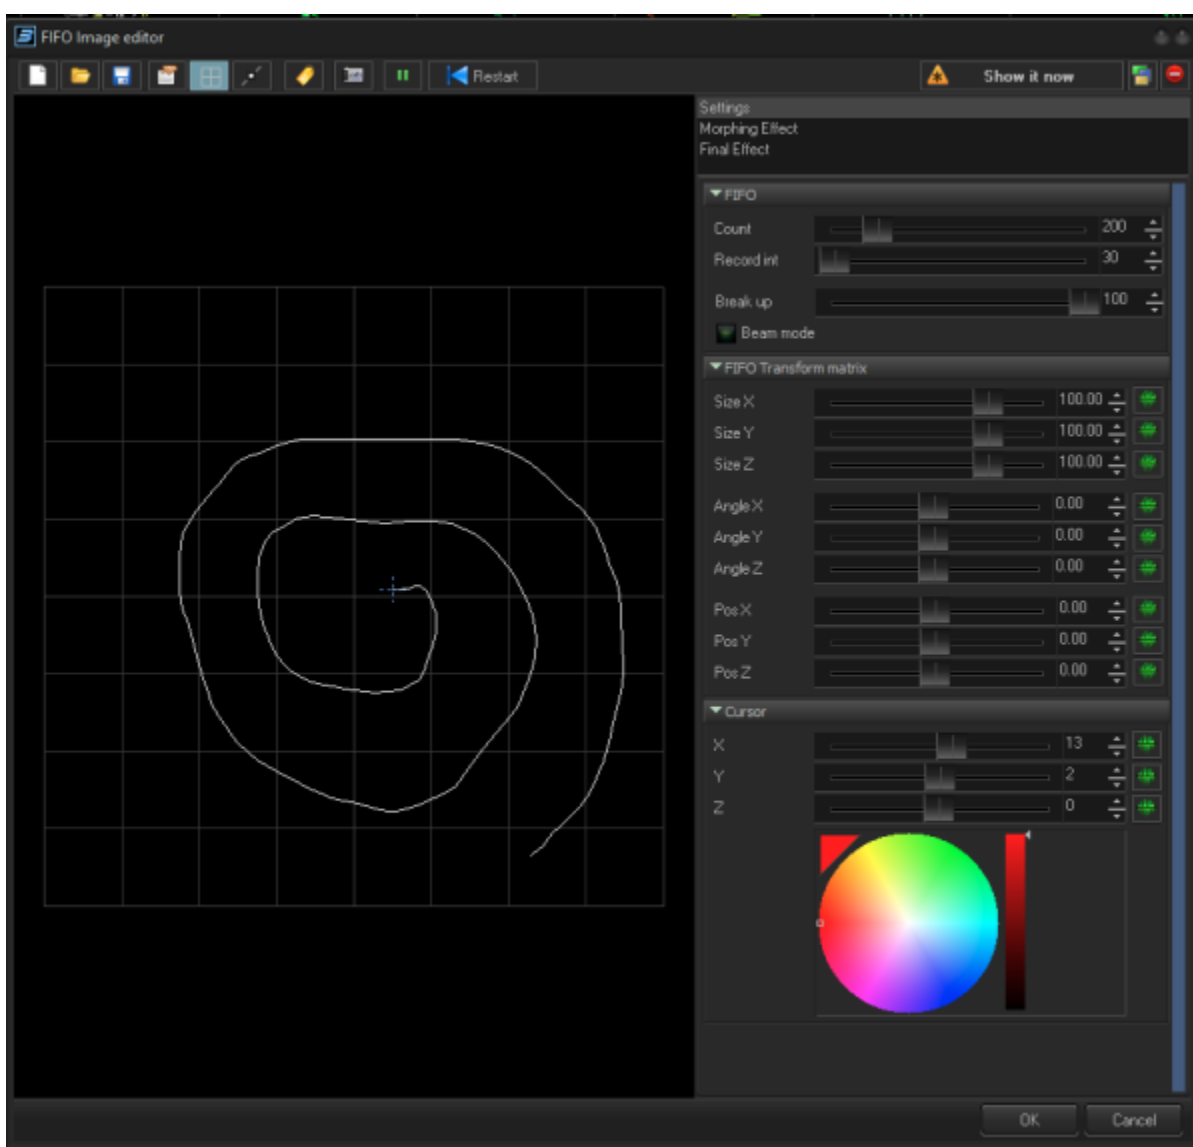 FIFO Image editor
Restart
Show it now
Settings
Morphing Effect
Final Effect
FIFO
Count 200
Record int 30
Break up 100
Beam mode
FIFO Transform matrix
Size X 100.00
Size Y 100.00
Size Z 100.00
Angle X 0.00
Angle Y 0.00
Angle Z 0.00
Pos X 0.00
Pos Y 0.00
Pos Z 0.00
Cursor
X 13
Y 2
Z 0
OK Cancel